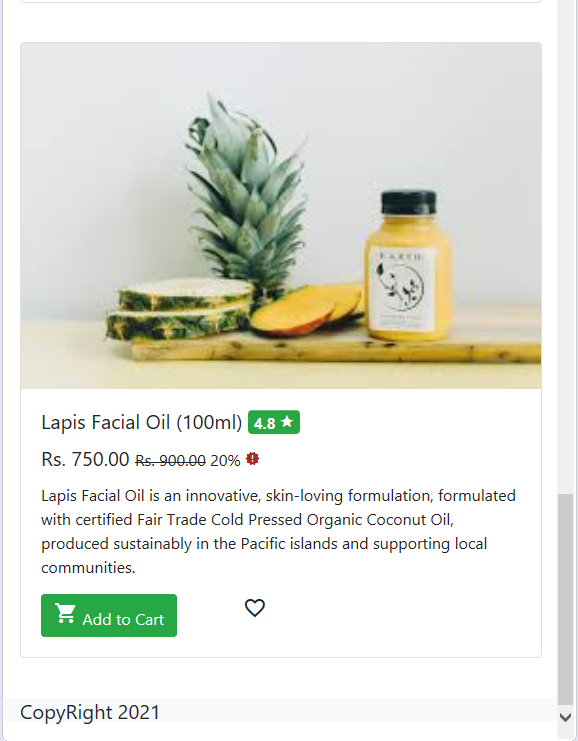 EARTH
Lapis Facial Oil (100ml) 4.8
Rs. 750.00 Rs. 900.00 20%
Lapis Facial Oil is an innovative, skin-loving formulation, formulated
with certified Fair Trade Cold Pressed Organic Coconut Oil,
produced sustainably in the Pacific islands and supporting local
communities.
Add to Cart
CopyRight 2021